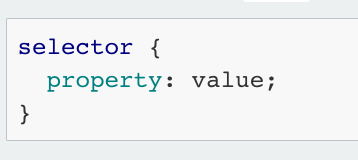 selector {
  property: value;
}